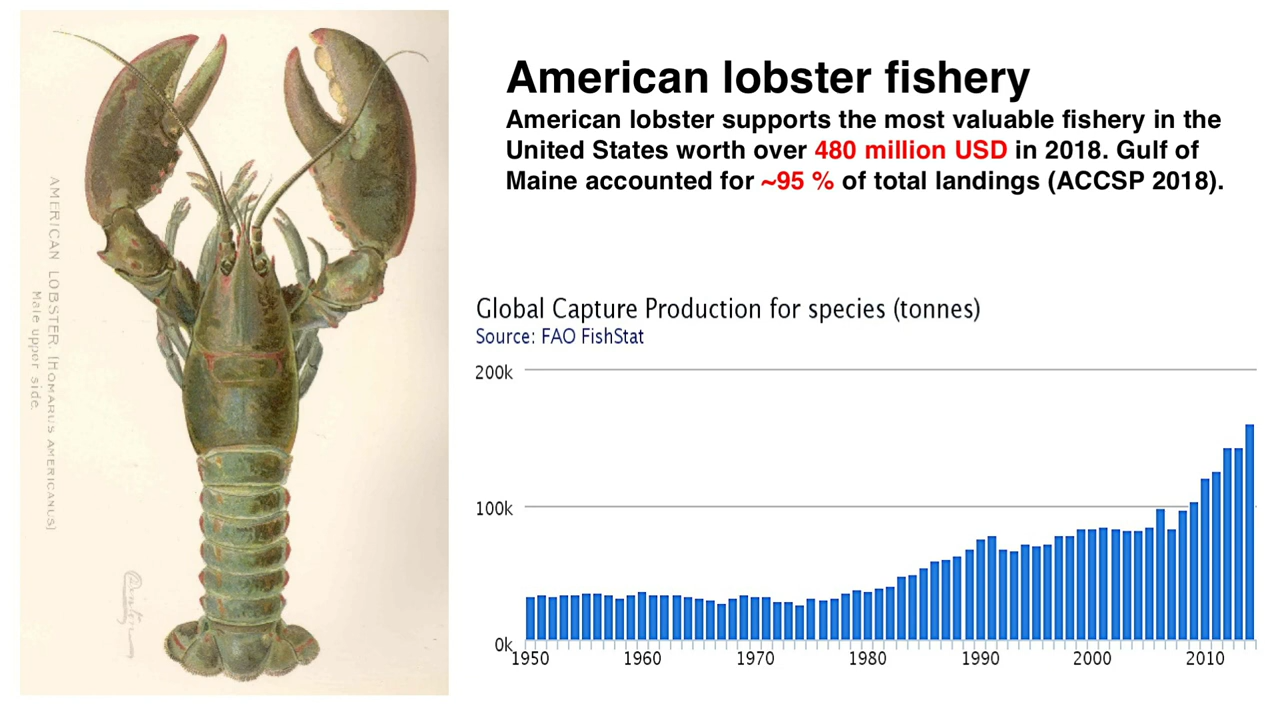 American lobster fishery
American lobster supports the most valuable fishery in the
United States worth over 480 million USD in 2018. Gulf of
Maine accounted for ~95 % of total landings (ACCSP 2018).
AMERICAN LOBSTER. (HOMARUS AMERICANUS)
Male upper side.
Global Capture Production for species (tonnes)
Source: FAO FishStat
200k
100k
0k
1950 1960 1970 1980 1990 2000 2010